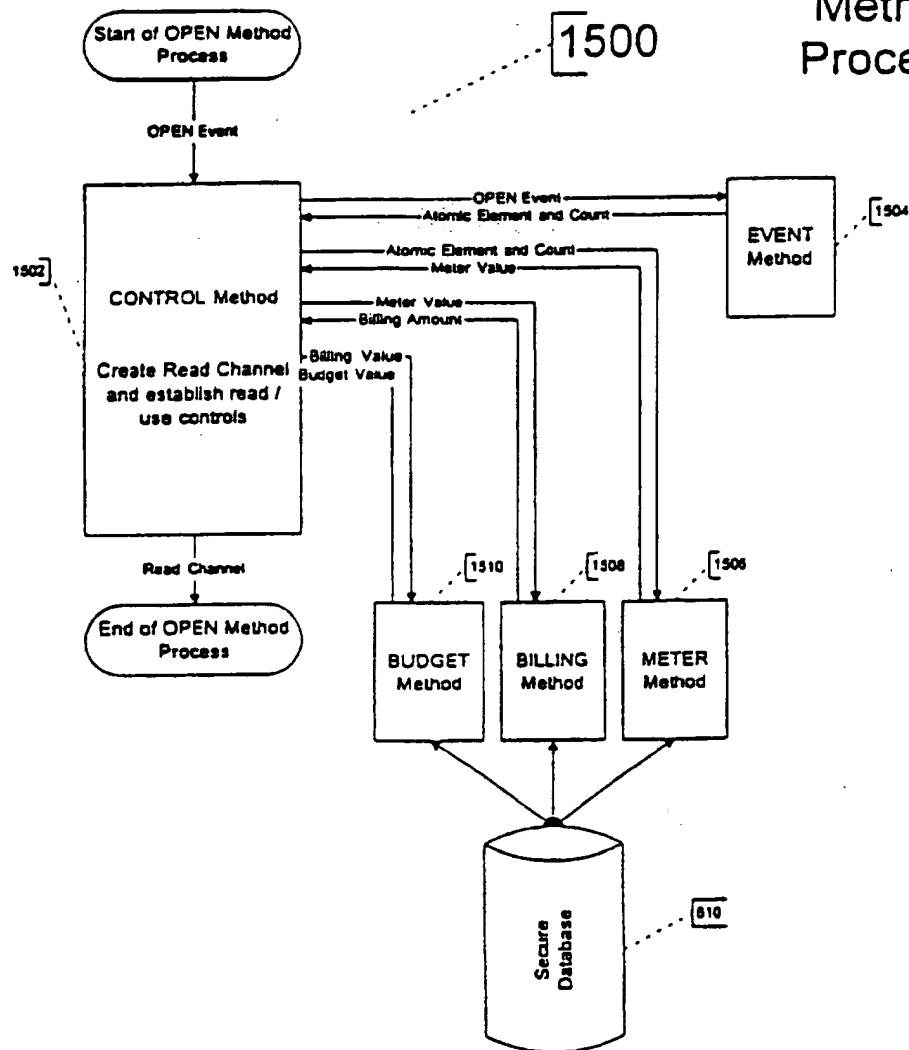 Start of OPEN Method
Process
1500
OPEN Event
OPEN Event
Atomic Element and Count
EVENT
Method
1504
1502
CONTROL Method
Create Read Channel
and establish read /
use controls
Atomic Element and Count
Meter Value
Meter Value
Billing Amount
Billing Value
Budget Value
Read Channel
End of OPEN Method
Process
1510
1508
1506
BUDGET
Method
BILLING
Method
METER
Method
Secure
Database
610